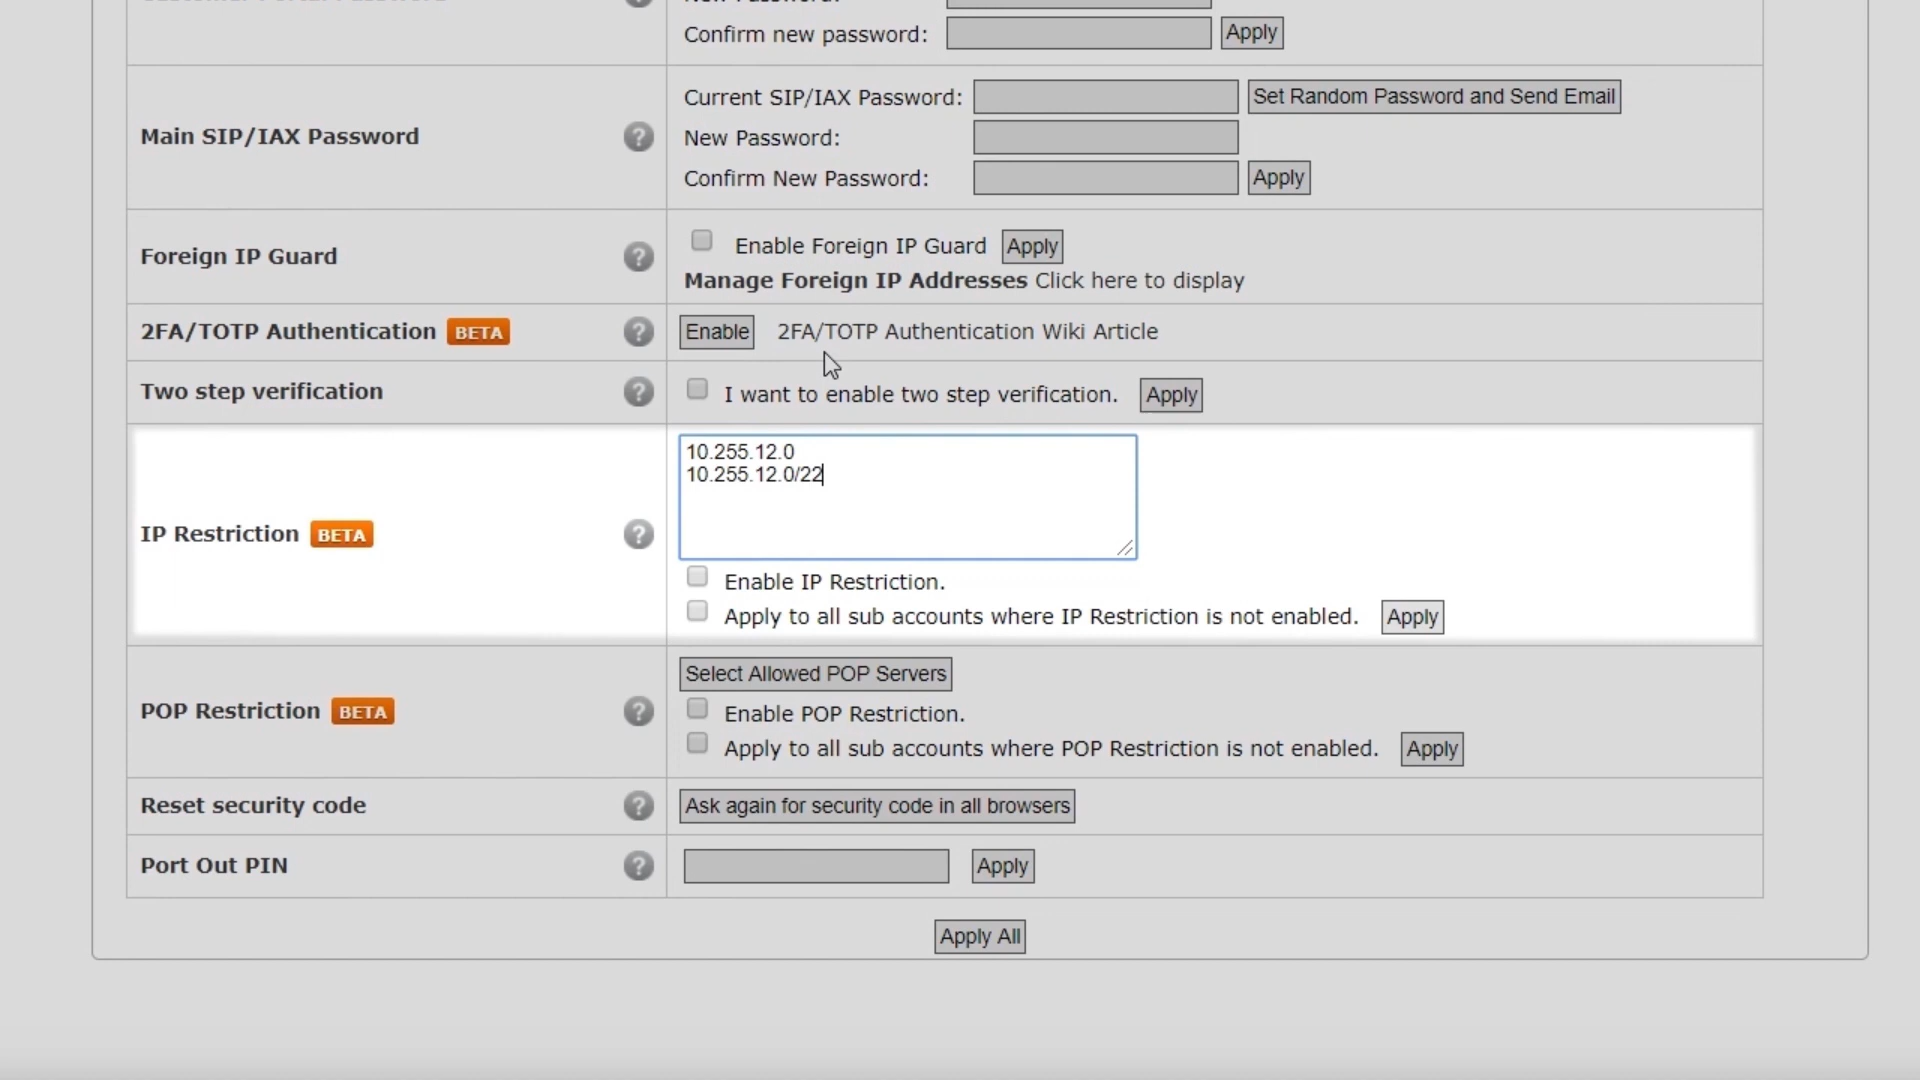 Confirm new password: Apply
Main SIP/IAX Password
Current SIP/IAX Password: Set Random Password and Send Email
New Password:
Confirm New Password: Apply
Foreign IP Guard
Enable Foreign IP Guard Apply
Manage Foreign IP Addresses Click here to display
2FA/TOTP Authentication BETA
Enable 2FA/TOTP Authentication Wiki Article
Two step verification
I want to enable two step verification. Apply
IP Restriction BETA
10.255.12.0
10.255.12.0/22
Enable IP Restriction.
Apply to all sub accounts where IP Restriction is not enabled. Apply
POP Restriction BETA
Select Allowed POP Servers
Enable POP Restriction.
Apply to all sub accounts where POP Restriction is not enabled. Apply
Reset security code
Ask again for security code in all browsers
Port Out PIN
Apply
Apply All